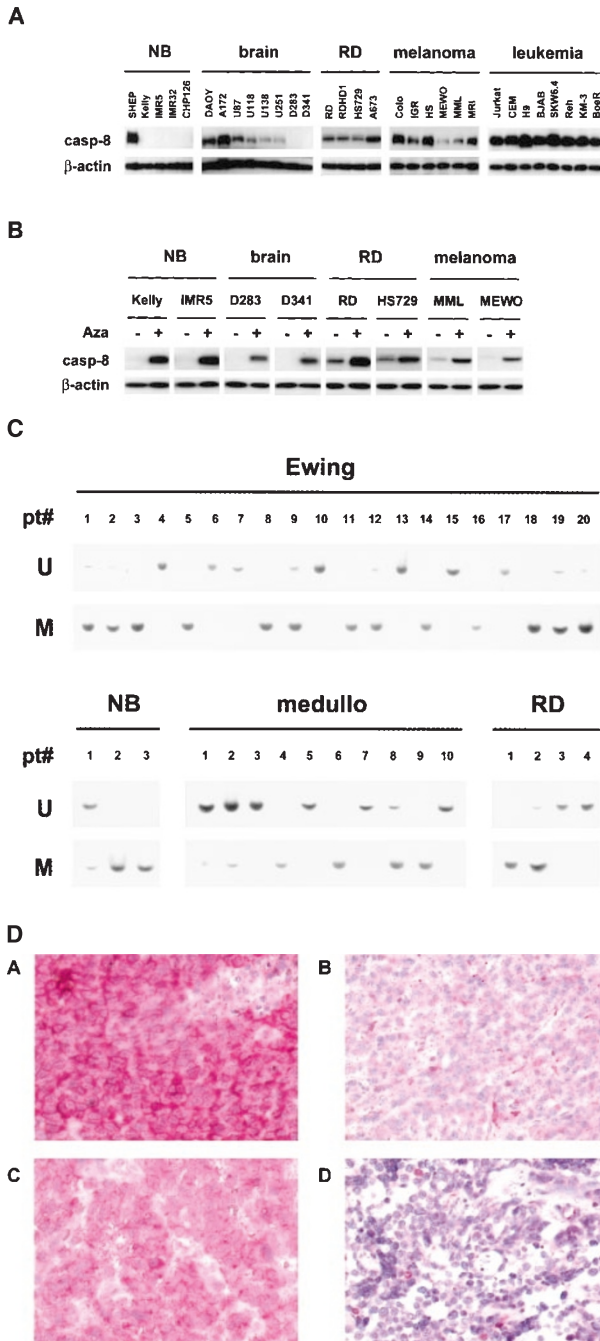 A
NB brain RD melanoma leukemia
SHEP Kelly IMR5 IMR32 CHP126 DAOY A172 U87 U118 U138 U251 D283 D341 RD RDHD1 HS729 A673 Colo IGR HS MEWO MML MRI Jurkat CEM H9 BJAB SKW6.4 Reh KM-3 BoeR
casp-8
β-actin
B
NB brain RD melanoma
Kelly IMR5 D283 D341 RD HS729 MML MEWO
Aza - + - + - + - + - + - + - + - +
casp-8
β-actin
C
Ewing
pt# 1 2 3 4 5 6 7 8 9 10 11 12 13 14 15 16 17 18 19 20
U
M
NB medullo RD
pt# 1 2 3 1 2 3 4 5 6 7 8 9 10 1 2 3 4
U
M
D
A B
C D